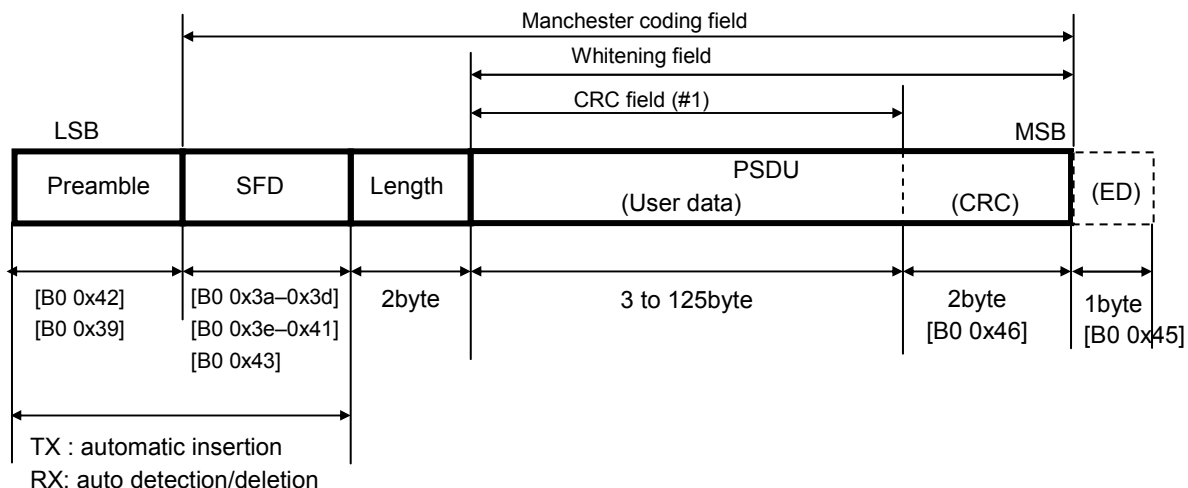 Manchester coding field
Whitening field
CRC field (#1)
LSB
MSB
Preamble
SFD
Length
PSDU
(User data)
(CRC)
(ED)
[B0 0x42]
[B0 0x39]
[B0 0x3a–0x3d]
[B0 0x3e–0x41]
[B0 0x43]
2byte
3 to 125byte
2byte
[B0 0x46]
1byte
[B0 0x45]
TX : automatic insertion
RX: auto detection/deletion